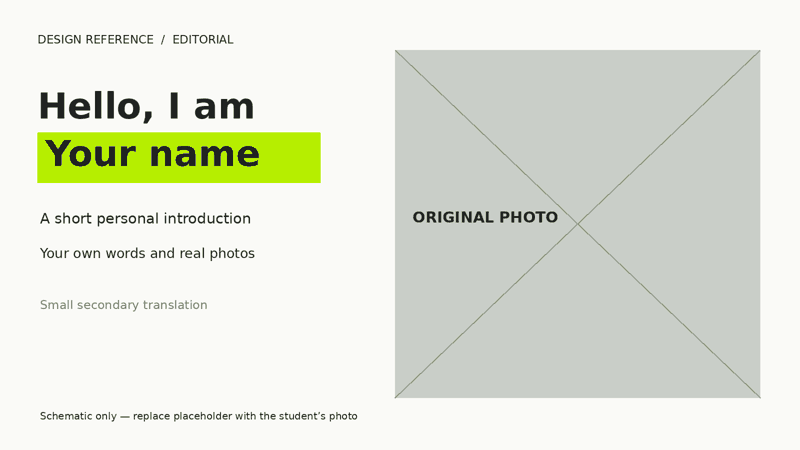 DESIGN REFERENCE / EDITORIAL
Hello, I am
Your name
A short personal introduction
Your own words and real photos
Small secondary translation
ORIGINAL PHOTO
Schematic only — replace placeholder with the student’s photo